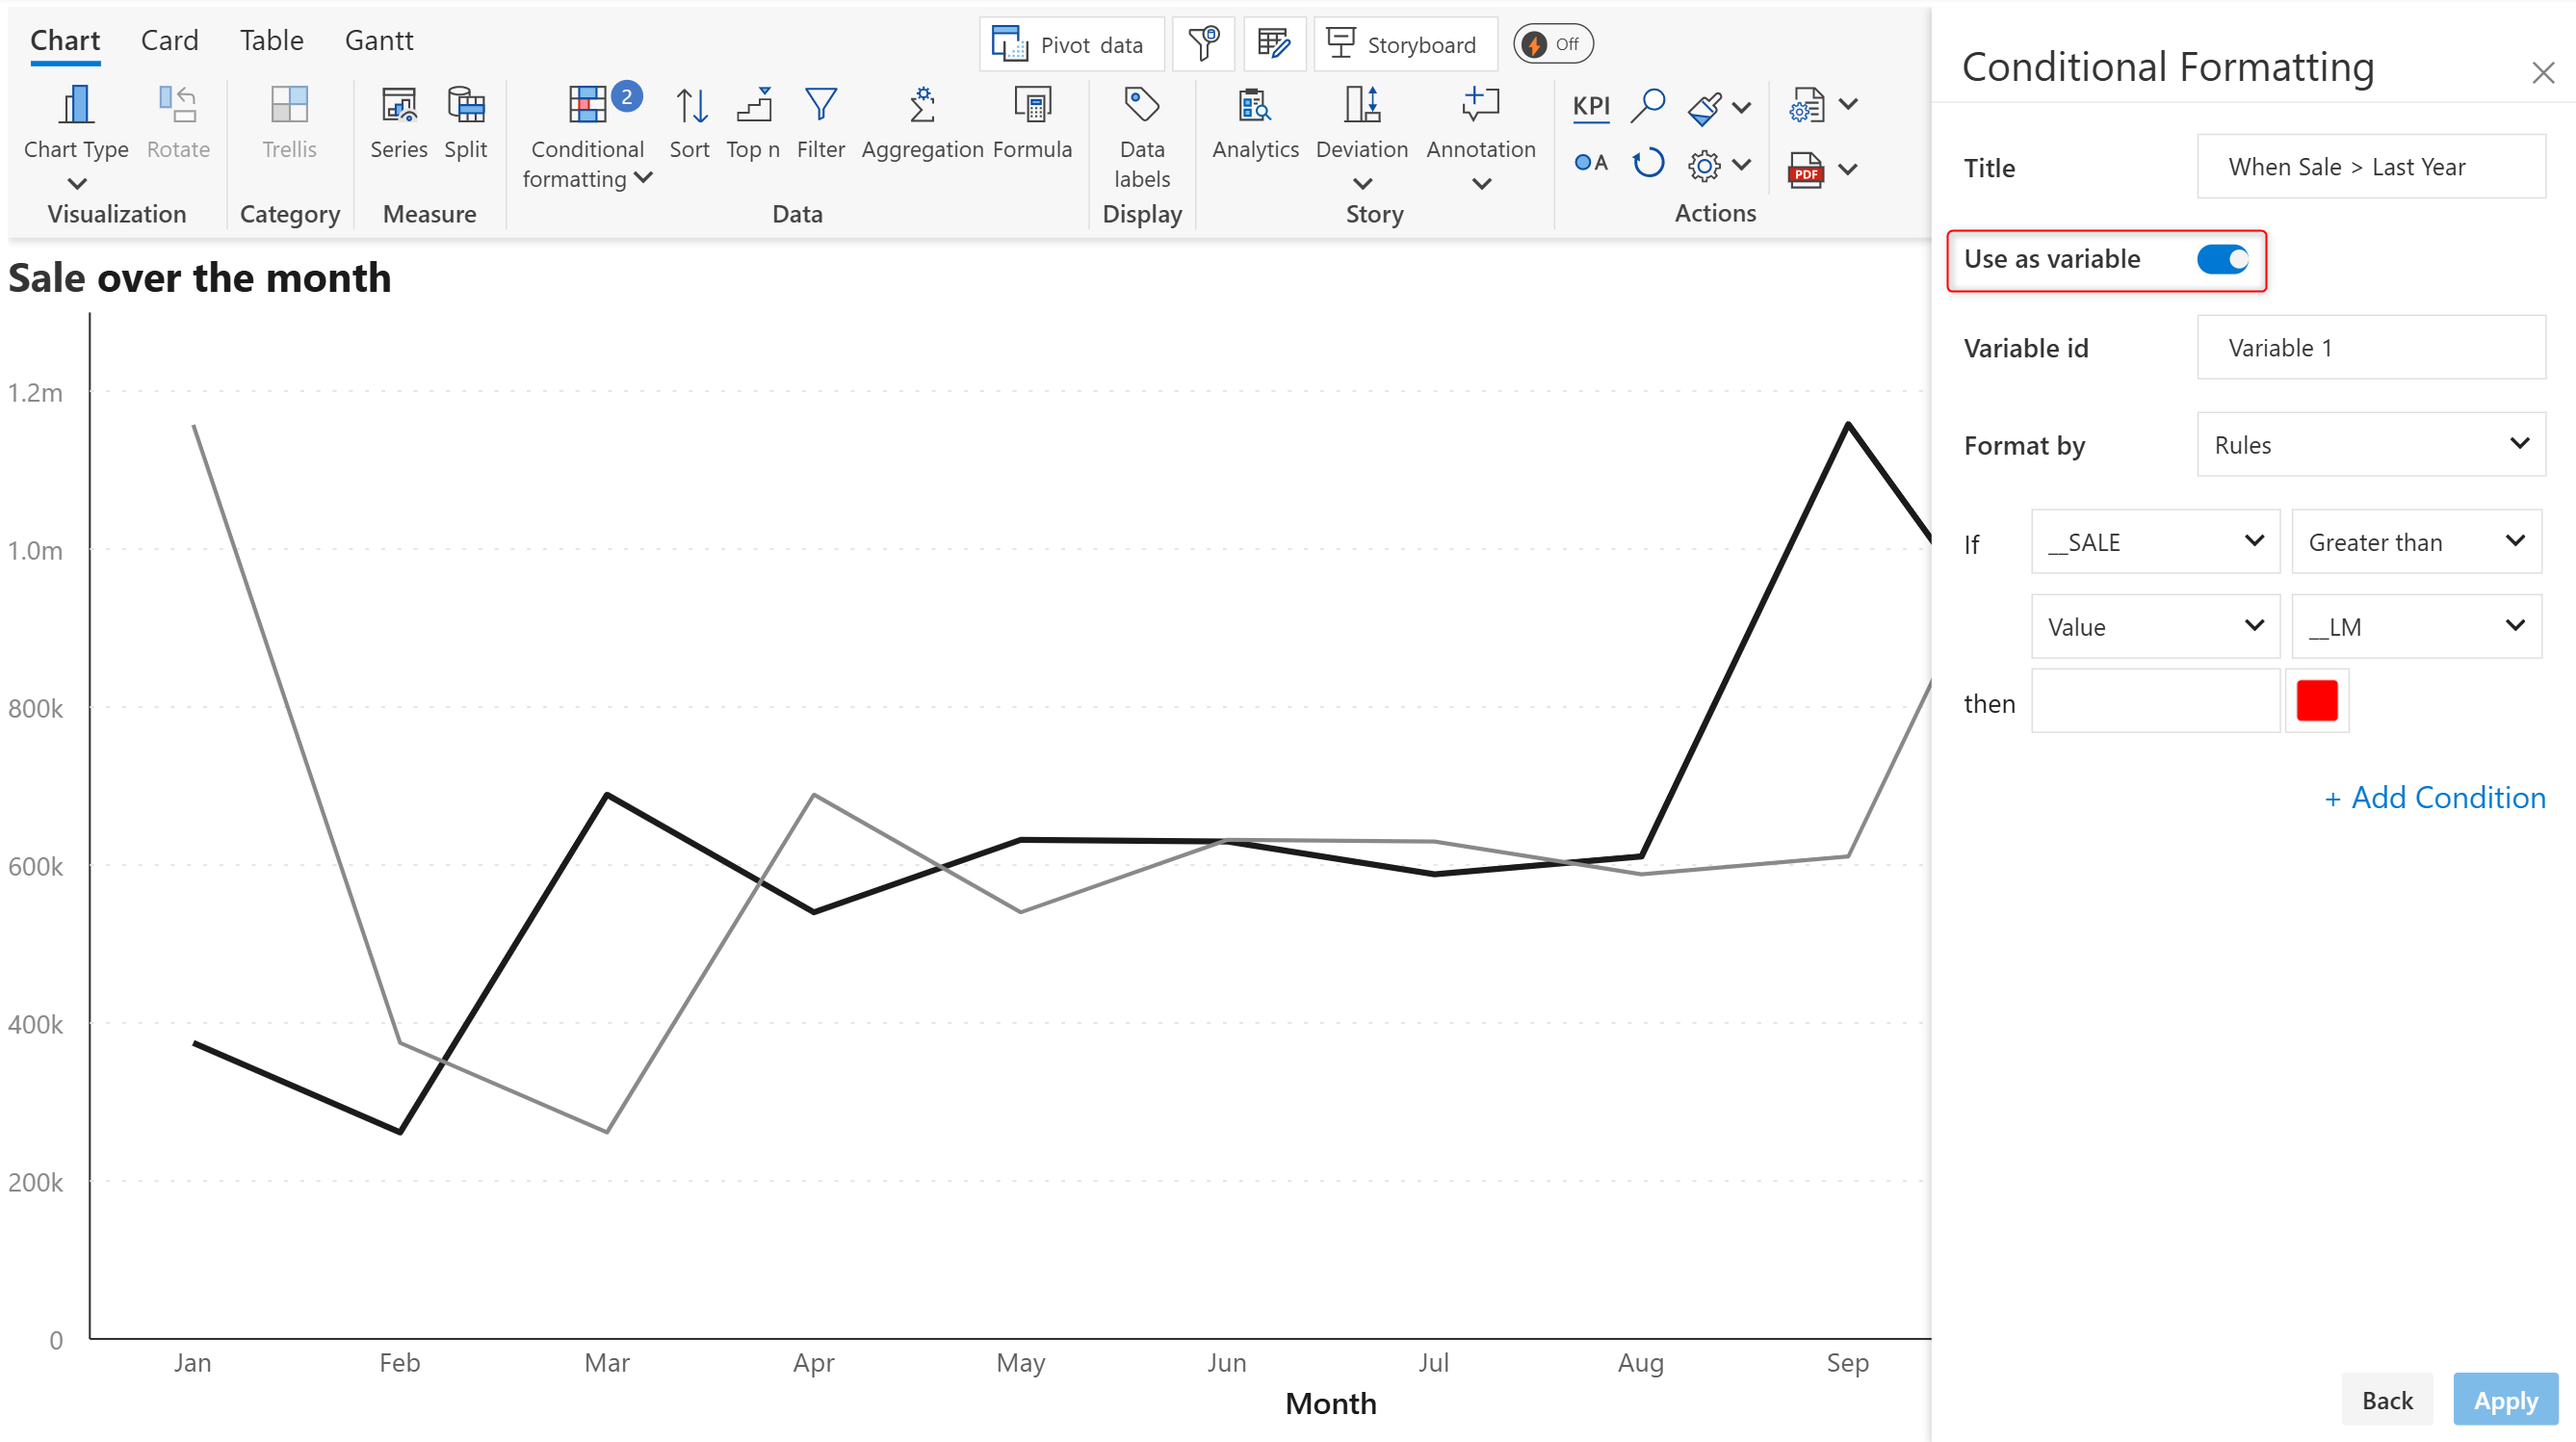 Chart Card Table Gantt
Pivot data Storyboard Off
Chart Type Rotate
Visualization
Trellis
Category
Series Split
Measure
2
Conditional
formatting
Sort Top n Filter Aggregation Formula
Data
Data
labels
Display
Analytics Deviation Annotation
Story
KPI
A
PDF
Actions
Sale over the month
1.2m
1.0m
800k
600k
400k
200k
0
Jan Feb Mar Apr May Jun Jul Aug Sep
Month
Conditional Formatting
Title When Sale > Last Year
Use as variable
Variable id Variable 1
Format by Rules
If __SALE Greater than
Value __LM
then
+ Add Condition
Back Apply